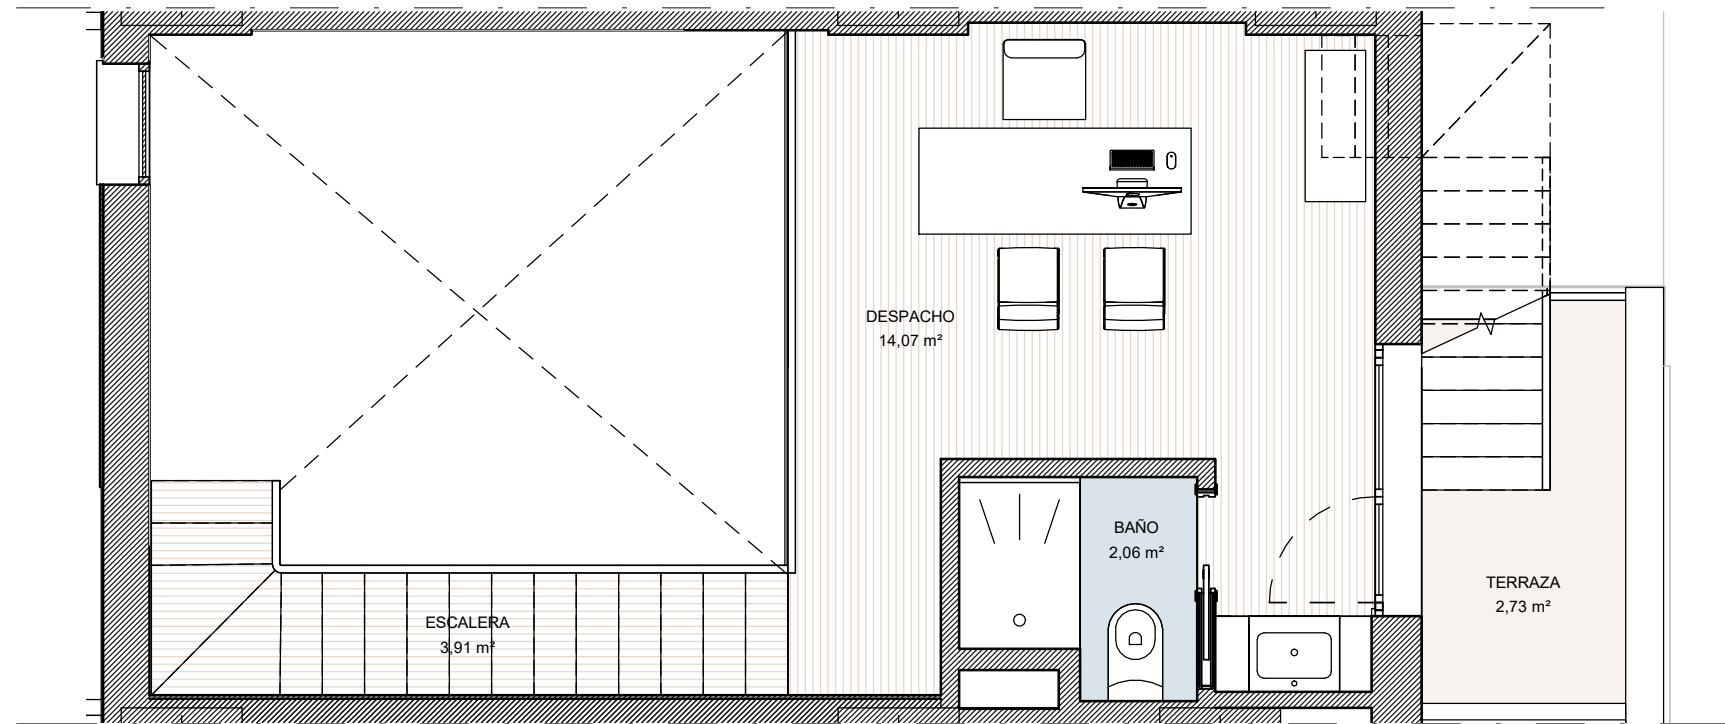 DESPACHO
14,07 m²
BAÑO
2,06 m²
TERRAZA
2,73 m²
ESCALERA
3,91 m²